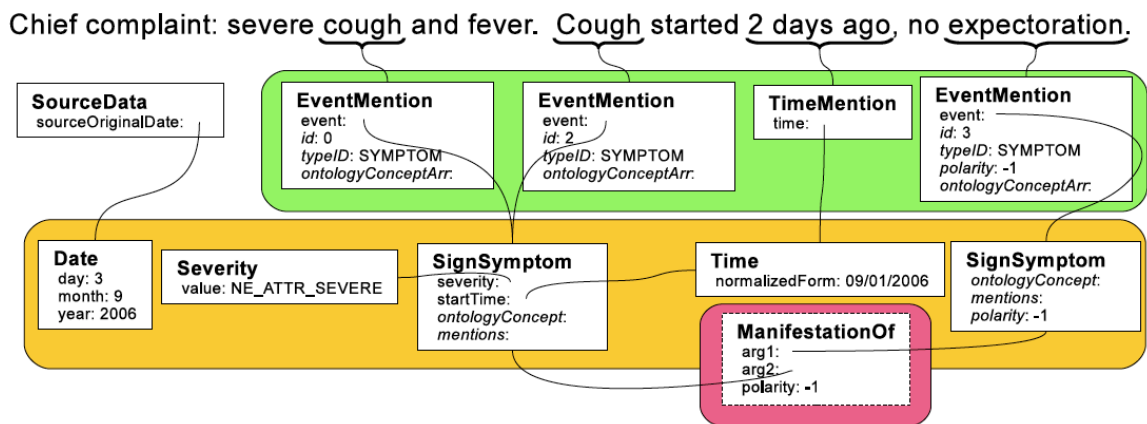 Chief complaint: severe cough and fever. Cough started 2 days ago, no expectoration.
SourceData
sourceOriginalDate:
EventMention
event:
id: 0
typeID: SYMPTOM
ontologyConceptArr:
EventMention
event:
id: 2
typeID: SYMPTOM
ontologyConceptArr:
TimeMention
time:
EventMention
event:
id: 3
typeID: SYMPTOM
polarity: -1
ontologyConceptArr:
Date
day: 3
month: 9
year: 2006
Severity
value: NE_ATTR_SEVERE
SignSymptom
severity:
startTime:
ontologyConcept:
mentions:
Time
normalizedForm: 09/01/2006
SignSymptom
ontologyConcept:
mentions:
polarity: -1
ManifestationOf
arg1:
arg2:
polarity: -1